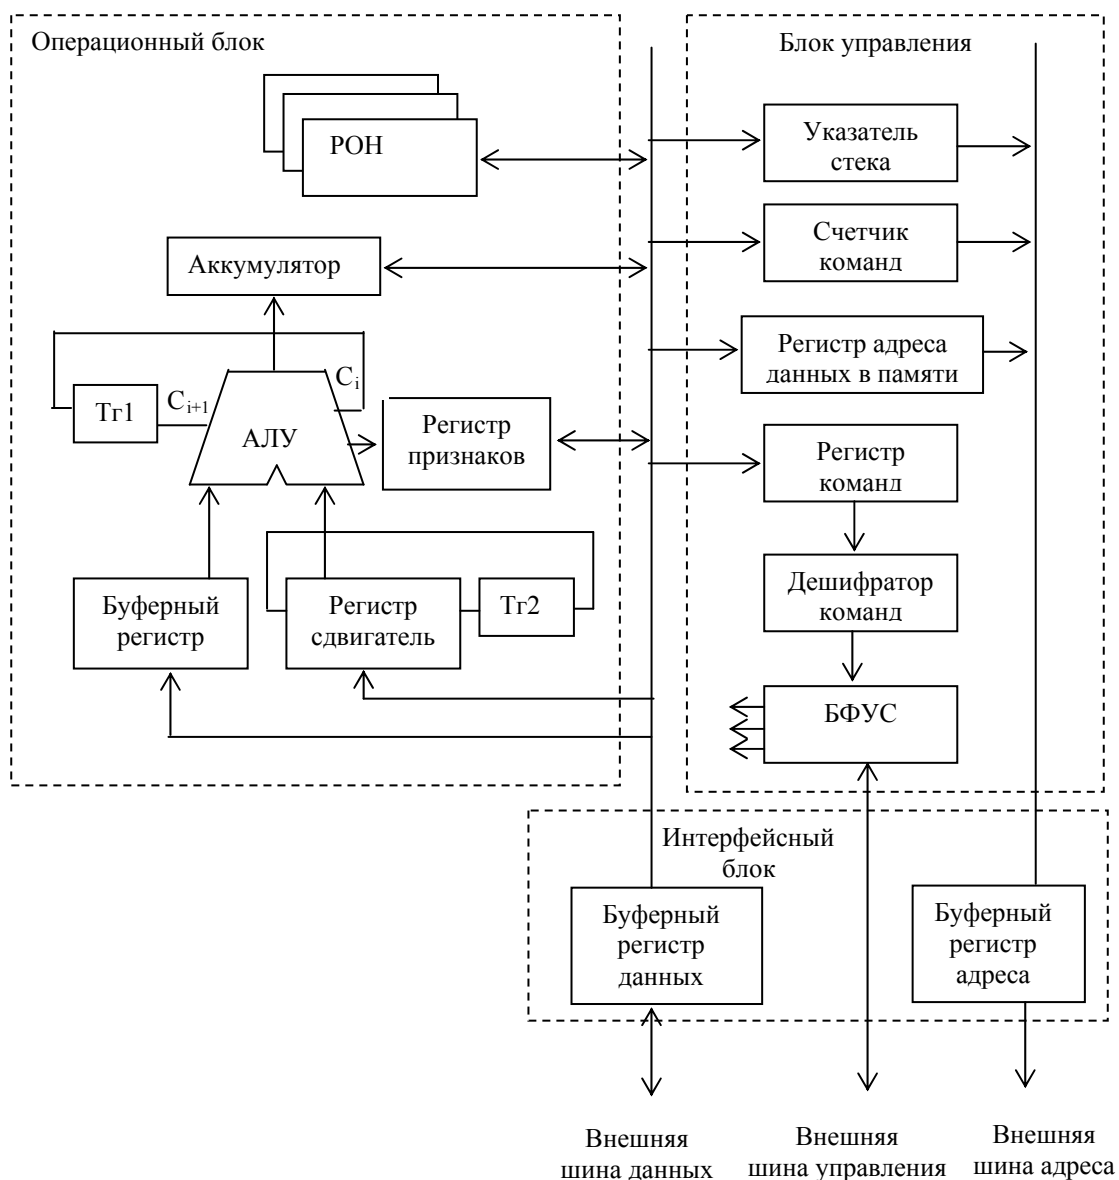 Операционный блок
Блок управления
РОН
Указатель
стека
Счетчик
команд
Аккумулятор
Регистр адреса
данных в памяти
Тг1
C i+1
АЛУ
C i
Регистр
признаков
Регистр
команд
Дешифратор
команд
Буферный
регистр
Регистр
сдвигатель
Тг2
БФУС
Интерфейсный
блок
Буферный
регистр
данных
Буферный
регистр
адреса
Внешняя
шина данных
Внешняя
шина управления
Внешняя
шина адреса